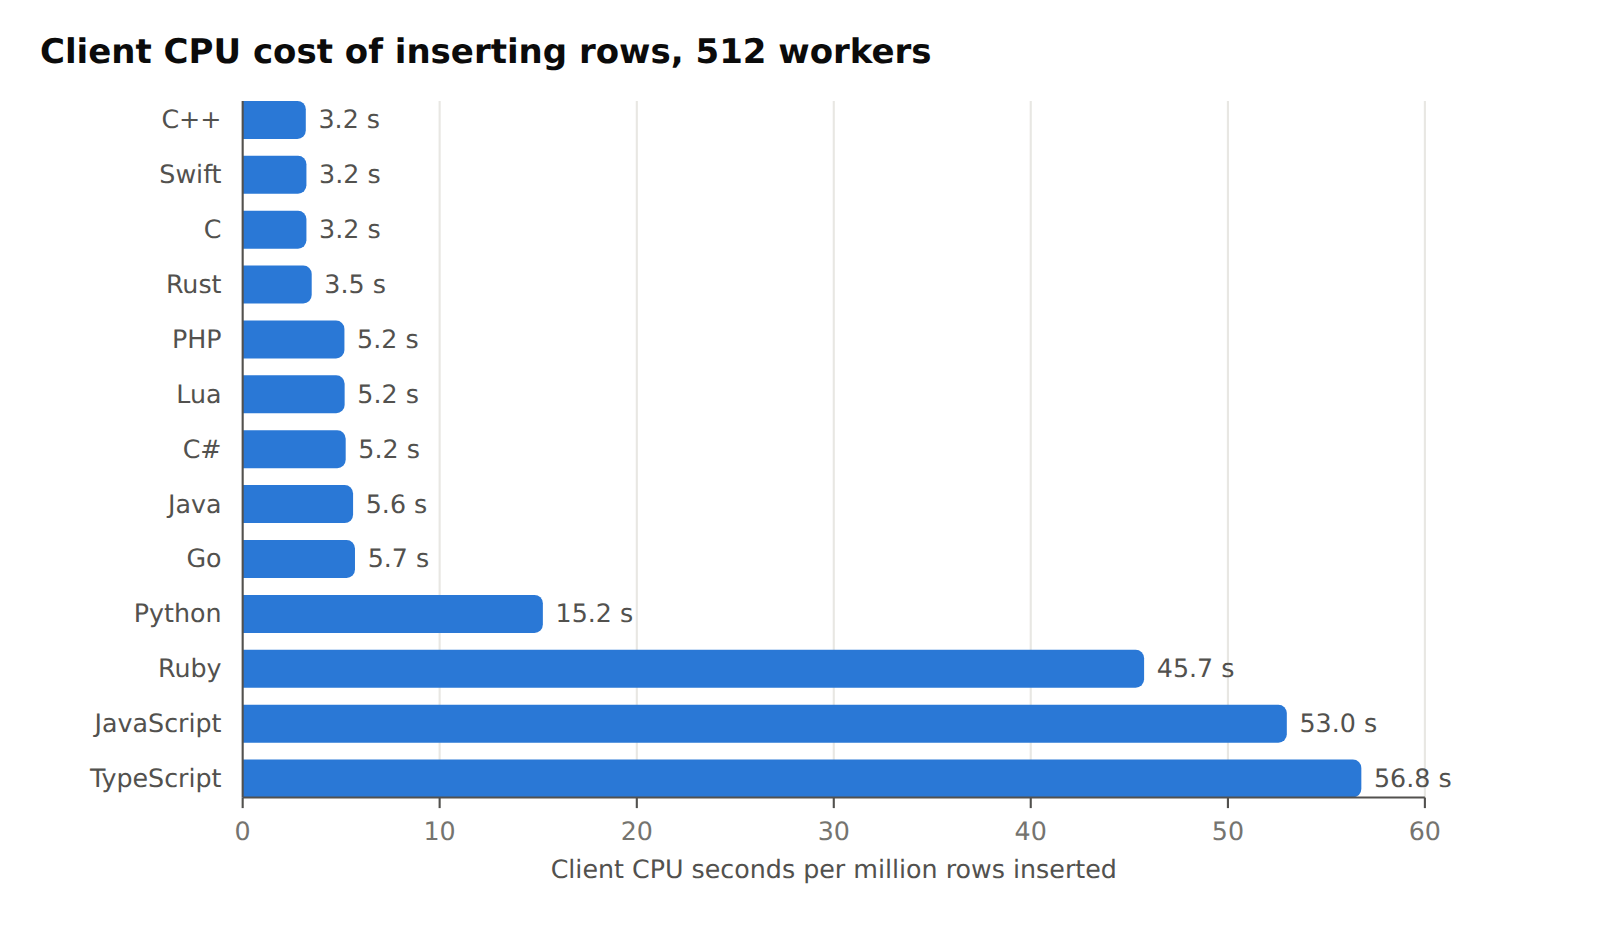 Client CPU cost of inserting rows, 512 workers
C++ 3.2 s
Swift 3.2 s
C 3.2 s
Rust 3.5 s
PHP 5.2 s
Lua 5.2 s
C# 5.2 s
Java 5.6 s
Go 5.7 s
Python 15.2 s
Ruby 45.7 s
JavaScript 53.0 s
TypeScript 56.8 s
0 10 20 30 40 50 60
Client CPU seconds per million rows inserted